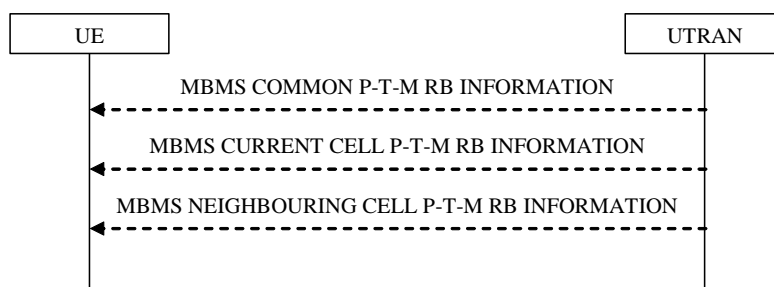 UE
UTRAN
MBMS COMMON P-T-M RB INFORMATION
MBMS CURRENT CELL P-T-M RB INFORMATION
MBMS NEIGHBOURING CELL P-T-M RB INFORMATION